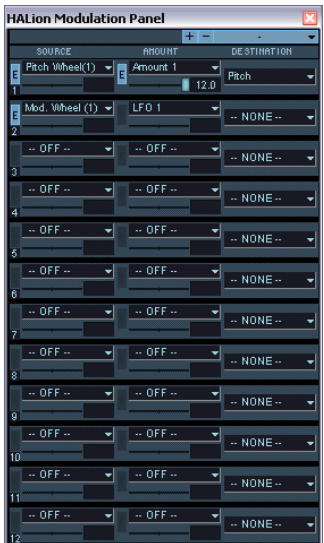 HALion Modulation Panel
+ - -
SOURCE AMOUNT DESTINATION
E Pitch Wheel(1) E Amount 1 Pitch
1 12.0
E Mod. Wheel (1) LFO 1 -- NONE --
2
-- OFF -- -- OFF -- -- NONE --
3
-- OFF -- -- OFF -- -- NONE --
4
-- OFF -- -- OFF -- -- NONE --
5
-- OFF -- -- OFF -- -- NONE --
6
-- OFF -- -- OFF -- -- NONE --
7
-- OFF -- -- OFF -- -- NONE --
8
-- OFF -- -- OFF -- -- NONE --
9
-- OFF -- -- OFF -- -- NONE --
10
-- OFF -- -- OFF -- -- NONE --
11
-- OFF -- -- OFF -- -- NONE --
12